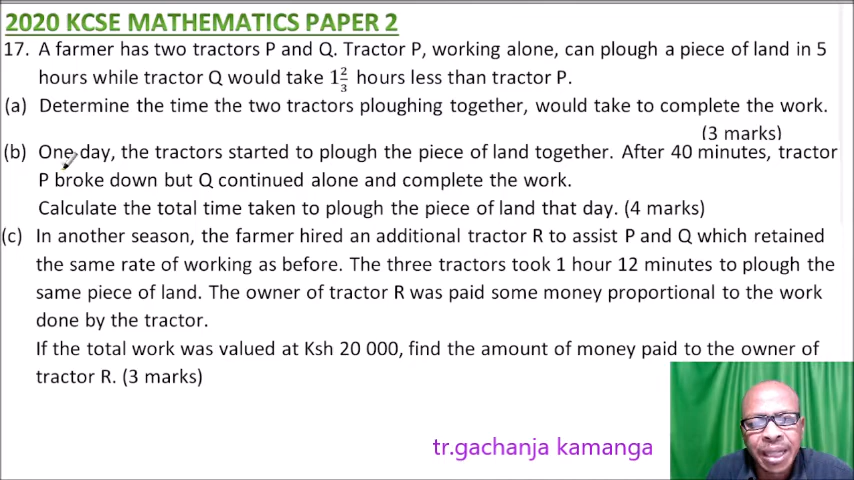 2020 KCSE MATHEMATICS PAPER 2
17. A farmer has two tractors P and Q. Tractor P, working alone, can plough a piece of land in 5
hours while tractor Q would take 1 2/3 hours less than tractor P.
(a) Determine the time the two tractors ploughing together, would take to complete the work.
(3 marks)
(b) One day, the tractors started to plough the piece of land together. After 40 minutes, tractor
P broke down but Q continued alone and complete the work.
Calculate the total time taken to plough the piece of land that day. (4 marks)
(c) In another season, the farmer hired an additional tractor R to assist P and Q which retained
the same rate of working as before. The three tractors took 1 hour 12 minutes to plough the
same piece of land. The owner of tractor R was paid some money proportional to the work
done by the tractor.
If the total work was valued at Ksh 20 000, find the amount of money paid to the owner of
tractor R. (3 marks)
tr.gachanja kamanga